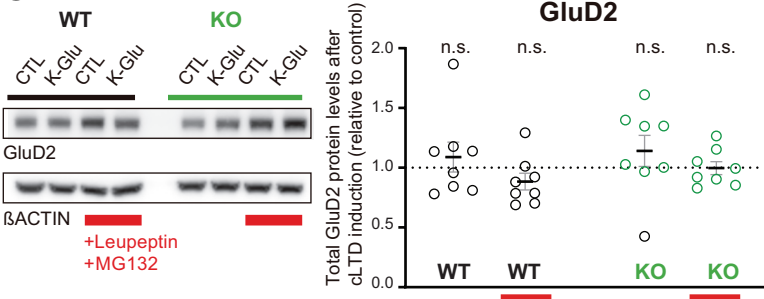 WT KO
CTL K-Glu CTL K-Glu CTL K-Glu CTL K-Glu
GluD2
ßACTIN
+Leupeptin
+MG132
GluD2
Total GluD2 protein levels after
cLTD induction (relative to control)
2.0
1.5
1.0
0.5
0.0
n.s. n.s. n.s. n.s.
WT WT KO KO